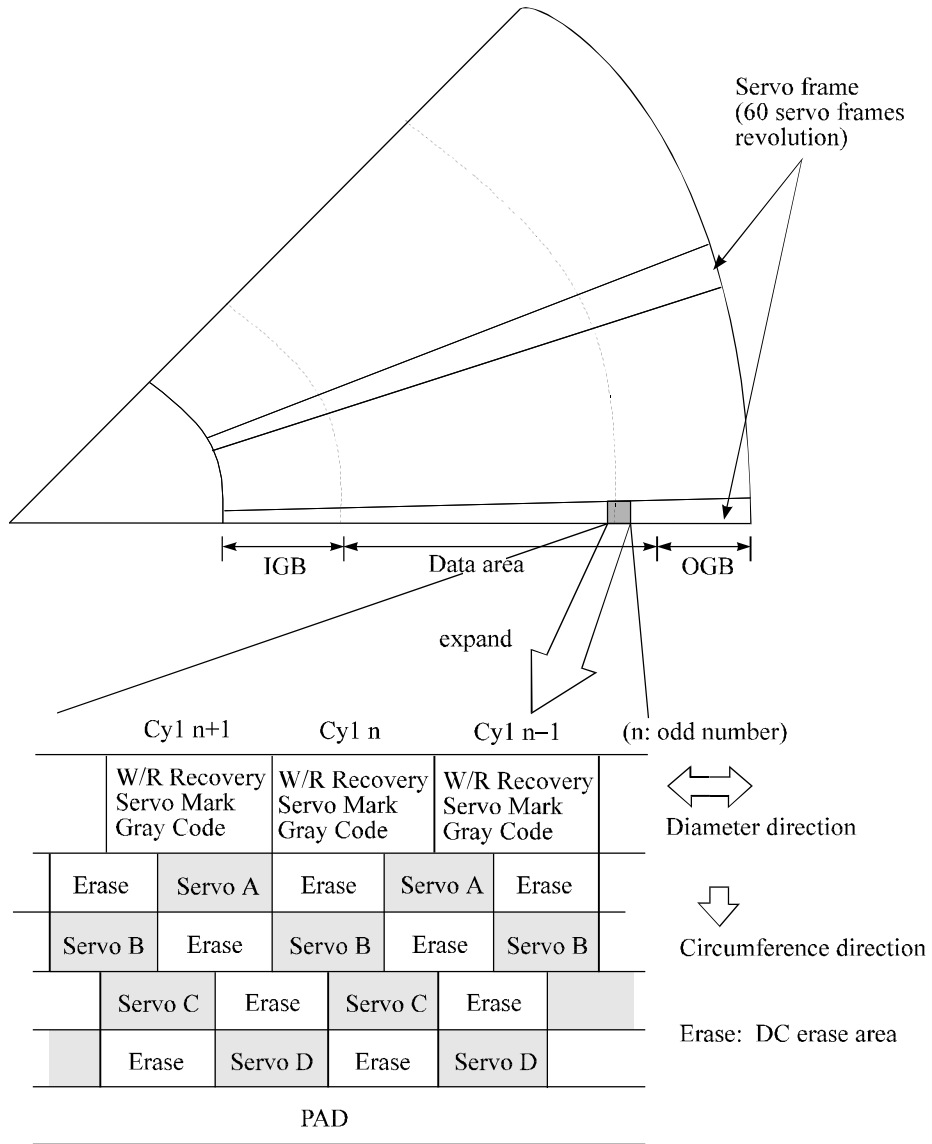 Servo frame
(60 servo frames
revolution)
IGB
Data area
OGB
expand
Cy1 n+1
Cy1 n
Cy1 n–1
(n: odd number)
W/R Recovery
Servo Mark
Gray Code
W/R Recovery
Servo Mark
Gray Code
W/R Recovery
Servo Mark
Gray Code
Diameter direction
Erase
Servo A
Erase
Servo A
Erase
Servo B
Erase
Servo B
Erase
Servo B
Circumference direction
Servo C
Erase
Servo C
Erase
Erase: DC erase area
Erase
Servo D
Erase
Servo D
PAD